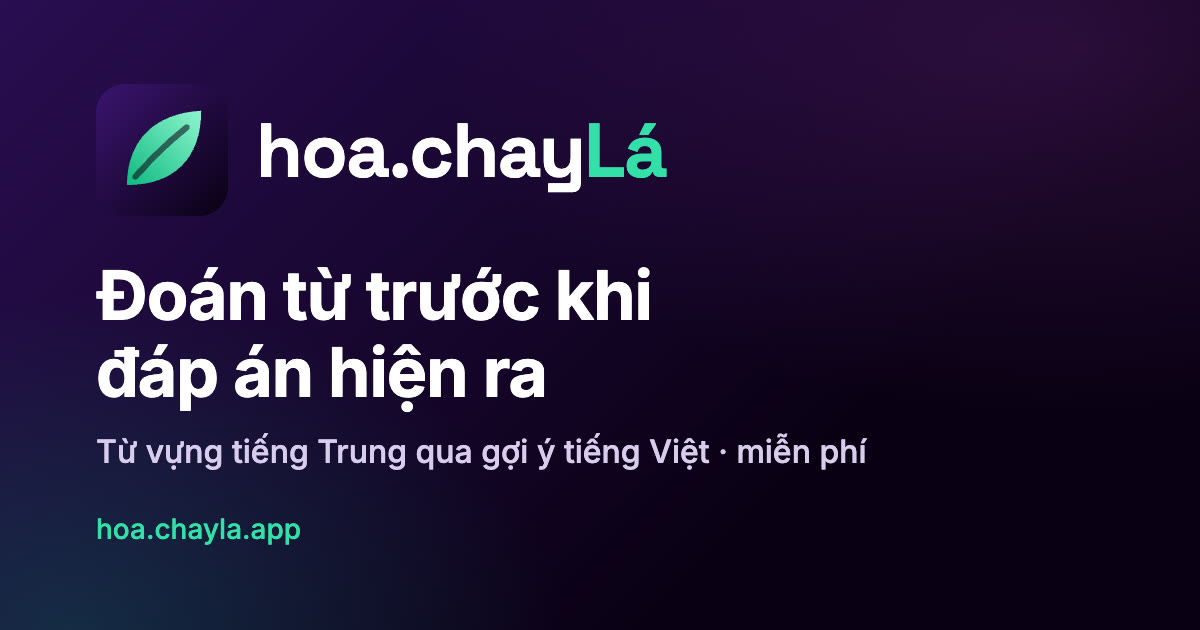 hoa.chayLá
Đoán từ trước khi
đáp án hiện ra
Từ vựng tiếng Trung qua gợi ý tiếng Việt · miễn phí
hoa.chayla.app